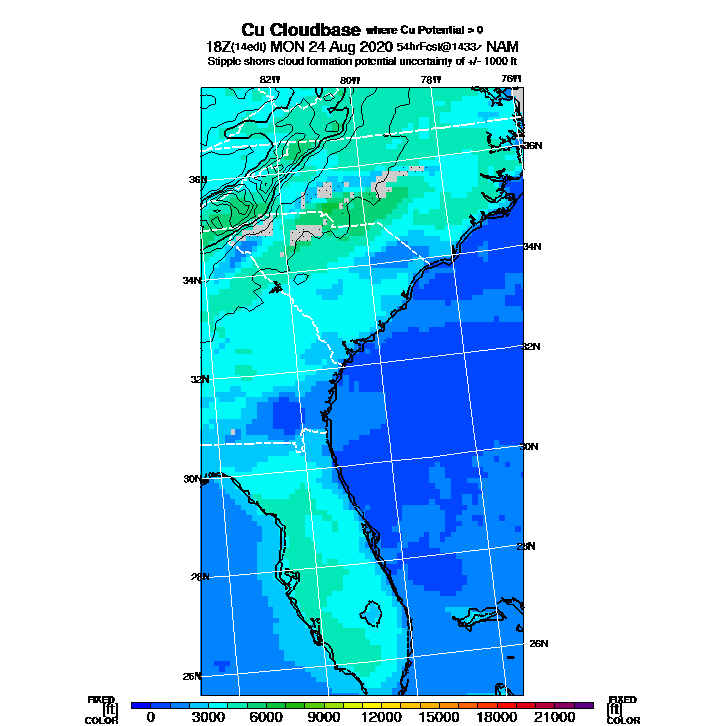 Cu Cloudbase where Cu Potential > 0
18Z(14edt) MON 24 Aug 2020 54hrFcst@1433z NAM
Stipple shows cloud formation potential uncertainty of +/- 1000 ft
82W 80W 78W 76W
36N 36N
34N 34N
32N 32N
30N 30N
28N 28N
26N 26N
FIXED FIXED
[ft] [ft]
COLOR COLOR
0 3000 6000 9000 12000 15000 18000 21000